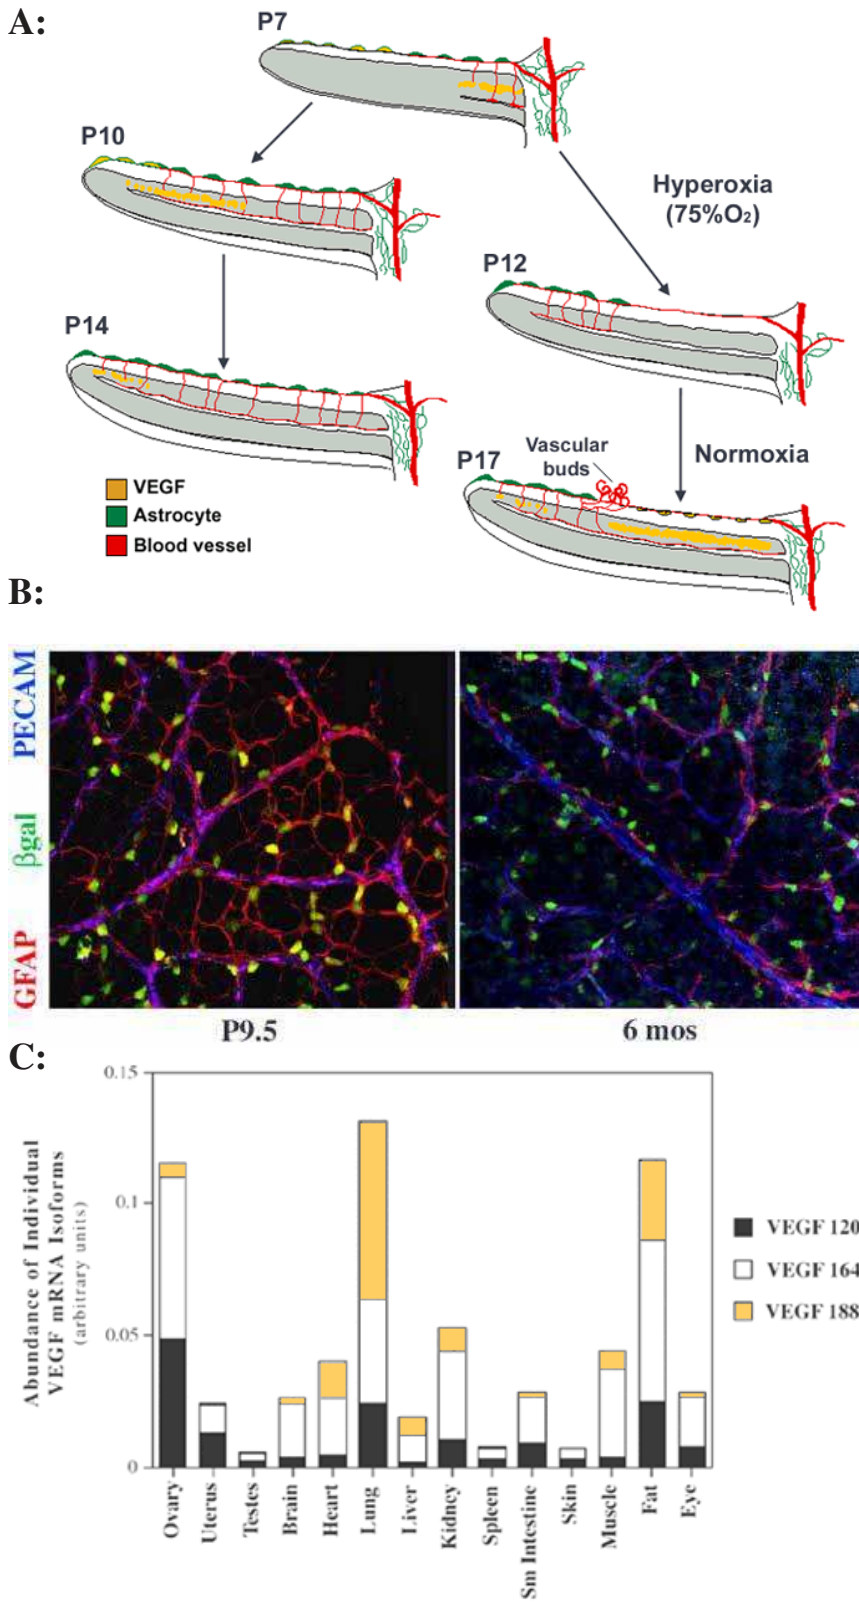 A:
P7
P10
Hyperoxia
(75%O₂)
P12
P14
Vascular
buds
P17
Normoxia
VEGF
Astrocyte
Blood vessel
B:
GFAP βgal PECAM
P9.5
6 mos
C:
Abundance of Individual
VEGF mRNA Isoforms
(arbitrary units)
0.15
0.1
0.05
0
VEGF 120
VEGF 164
VEGF 188
Ovary
Uterus
Testes
Brain
Heart
Lung
Liver
Kidney
Spleen
Sm Intestine
Skin
Muscle
Fat
Eye